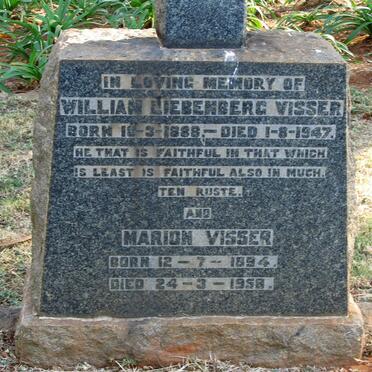 IN LOVING MEMORY OF
WILLIAM LIEBENBERG VISSER
BORN 18-3-1888,- DIED 1-8-1947.
HE THAT IS FAITHFUL IN THAT WHICH
IS LEAST IS FAITHFUL ALSO IN MUCH.
TEN RUSTE.
AND
MARION VISSER
BORN 12-7-1894.
DIED 24-3-1958.